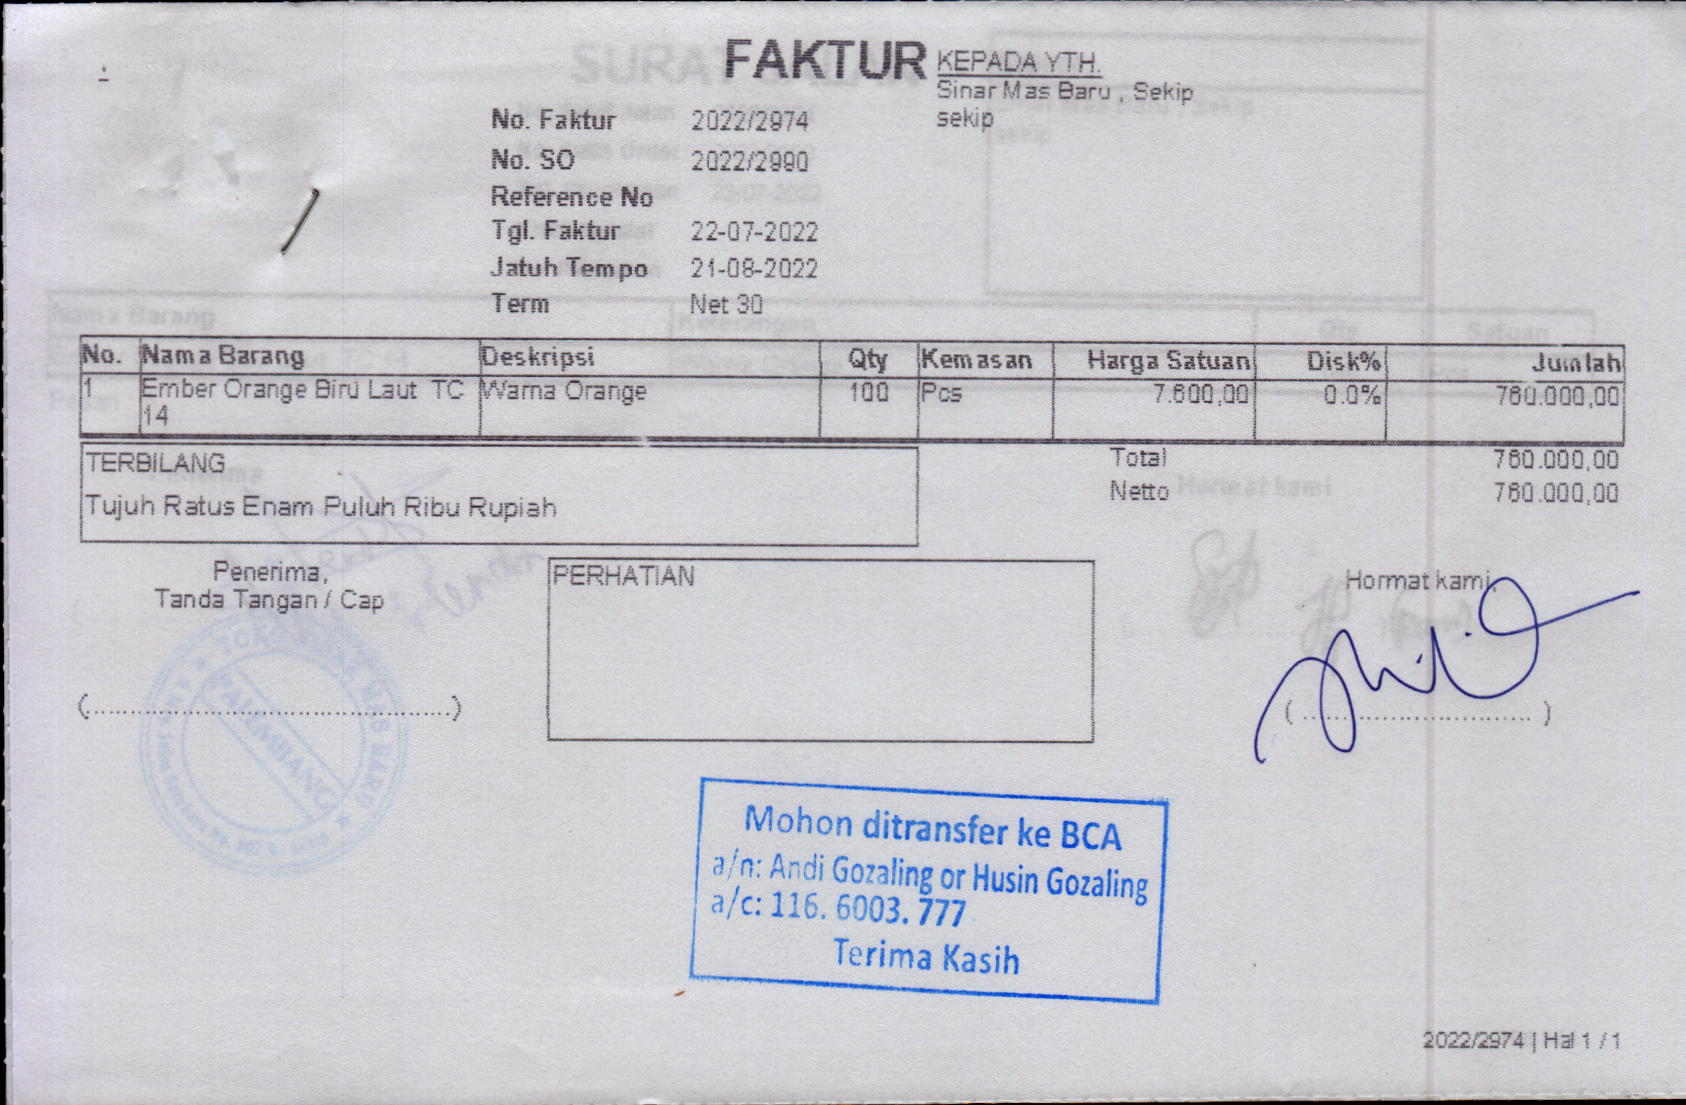 FAKTUR
KEPADA YTH.
Sinar Mas Baru , Sekip
sekip
No. Faktur 2022/2974
No. SO 2022/2990
Reference No
Tgl. Faktur 22-07-2022
Jatuh Tempo 21-08-2022
Term Net 30
No. Nama Barang Deskripsi Qty Kemasan Harga Satuan Disk% Jumlah
1 Ember Orange Biru Laut TC Warna Orange 100 Pcs 7.600,00 0.0% 760.000,00
14
TERBILANG
Tujuh Ratus Enam Puluh Ribu Rupiah
Total 760.000,00
Netto 760.000,00
Penerima,
Tanda Tangan / Cap
PERHATIAN
Hormat kami,
(....................................................)
( ............................... )
PALEMBANG
Mohon ditransfer ke BCA
a/n: Andi Gozaling or Husin Gozaling
a/c: 116. 6003. 777
Terima Kasih
2022/2974 | Hal 1 / 1